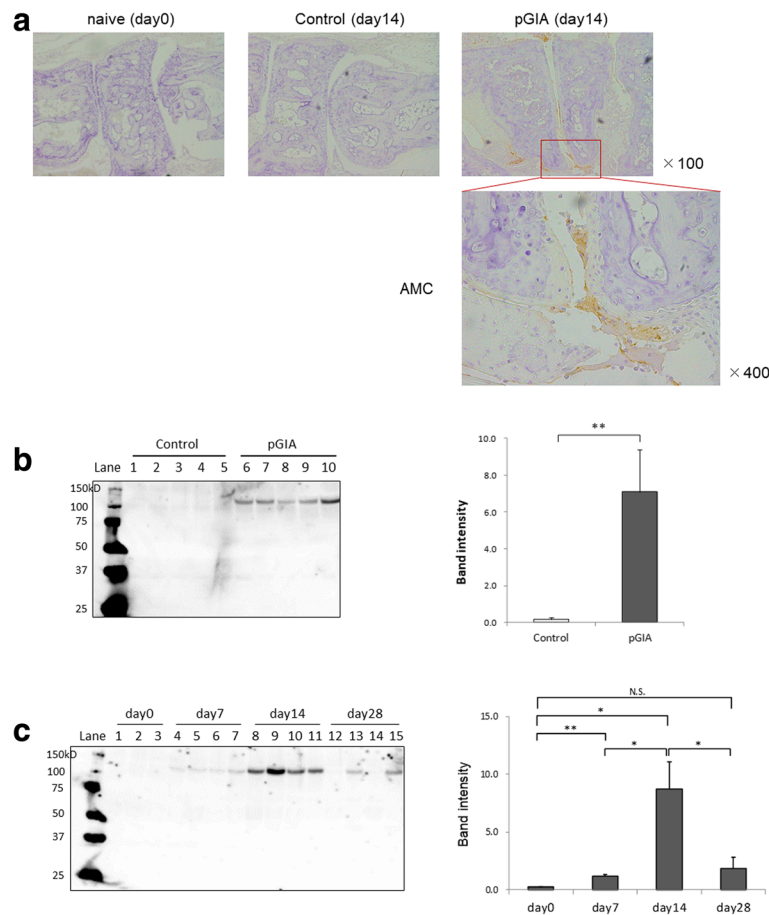 a
naive (day0) Control (day14) pGIA (day14)
×100
AMC
×400
b
Control pGIA
Lane 1 2 3 4 5 6 7 8 9 10
150kD
100
75
50
37
25
10.0
8.0
6.0
4.0
2.0
0.0
Band intensity
**
Control pGIA
c
day0 day7 day14 day28
Lane 1 2 3 4 5 6 7 8 9 10 11 12 13 14 15
150kD
100
75
50
37
25
15.0
10.0
5.0
0.0
Band intensity
N.S.
*
**
* *
day0 day7 day14 day28